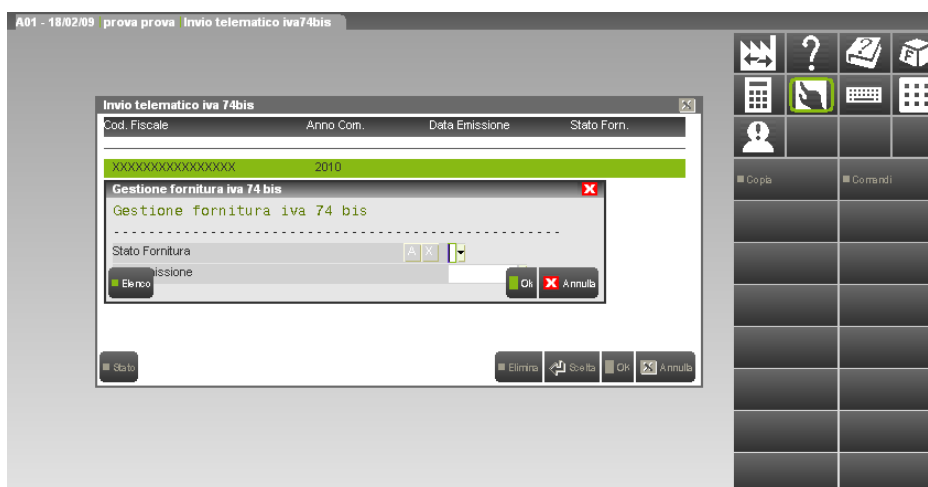 A01 - 18/02/09 prova prova Invio telematico iva74bis
Invio telematico iva 74bis
Cod. Fiscale Anno Com. Data Emissione Stato Forn.
XXXXXXXXXXXXXXXX 2010
Gestione fornitura iva 74 bis
Gestione fornitura iva 74 bis
Stato Fornitura A X
issione
Elenco Ok X Annulla
Stato Elimina Scelta Ok Annulla
Copia Comandi